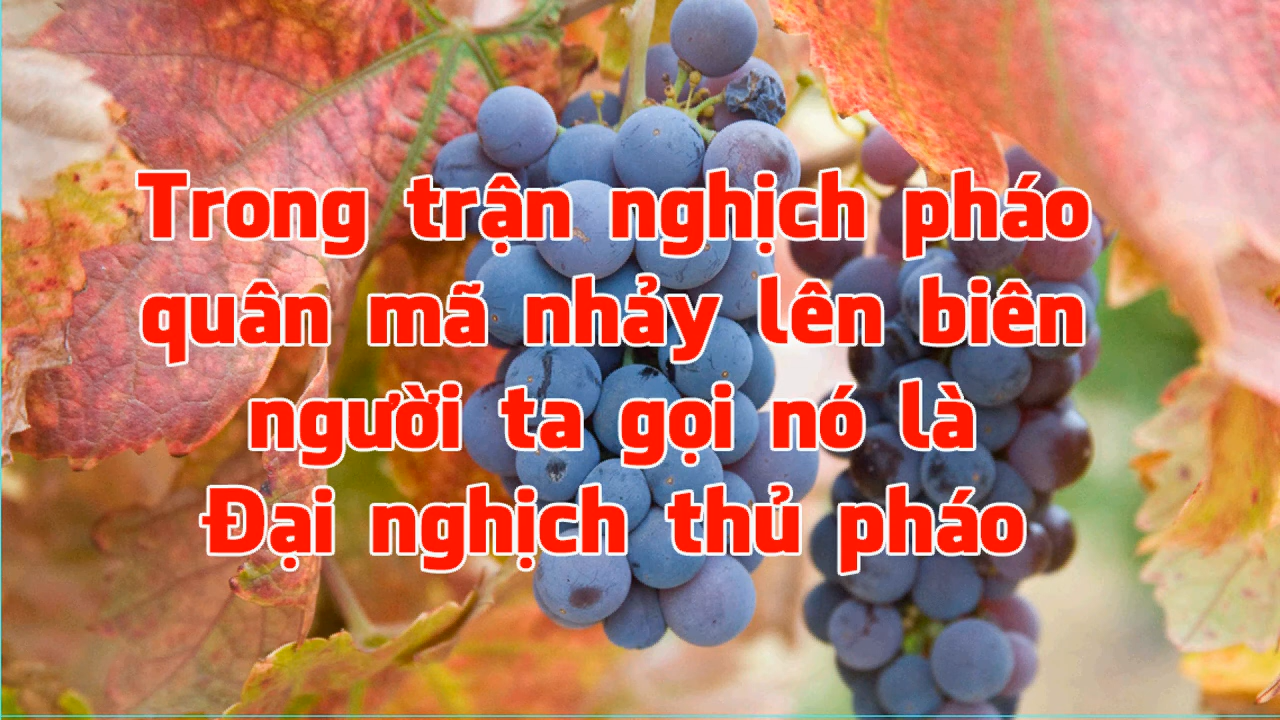 Trong trận nghịch pháo
quân mã nhảy lên biên
người ta gọi nó là
Đại nghịch thủ pháo